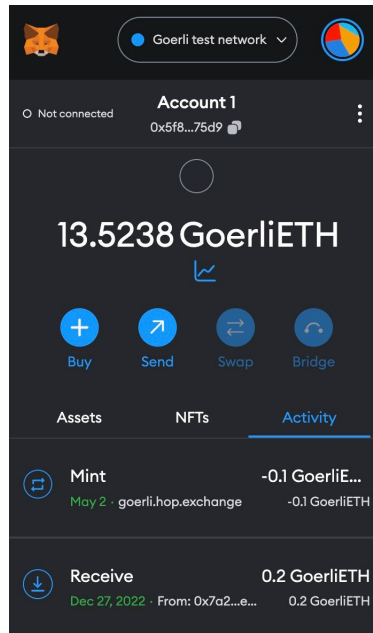 Goerli test network
Not connected
Account 1
0x5f8...75d9
13.5238 GoerliETH
Buy Send Swap Bridge
Assets NFTs Activity
Mint -0.1 GoerliE...
May 2 · goerli.hop.exchange -0.1 GoerliETH
Receive 0.2 GoerliETH
Dec 27, 2022 · From: 0x7a2...e... 0.2 GoerliETH